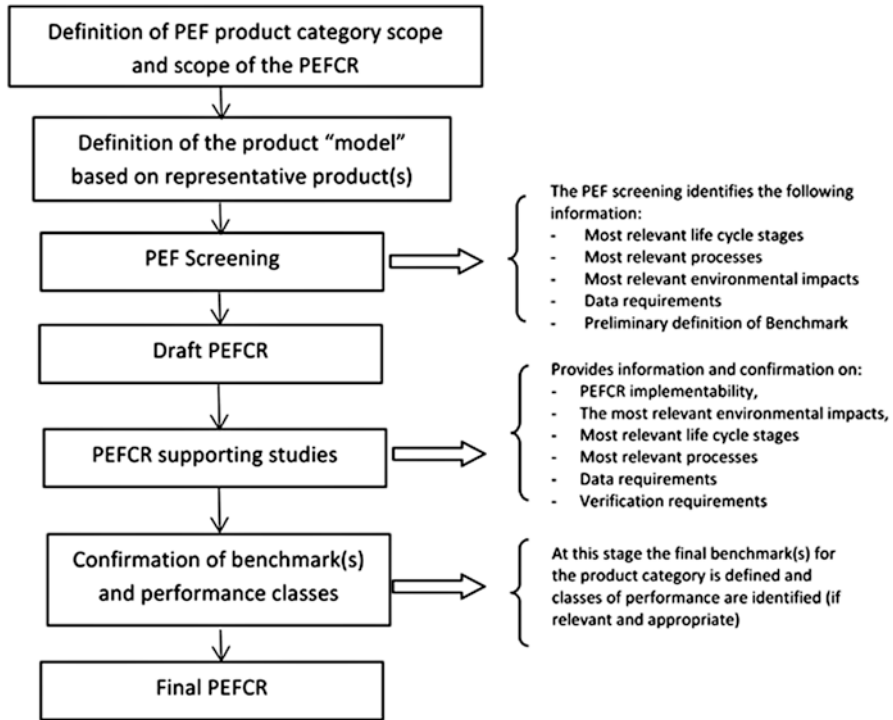 Definition of PEF product category scope
and scope of the PEFCR
Definition of the product “model”
based on representative product(s)
PEF Screening
The PEF screening identifies the following
information:
- Most relevant life cycle stages
- Most relevant processes
- Most relevant environmental impacts
- Data requirements
- Preliminary definition of Benchmark
Draft PEFCR
PEFCR supporting studies
Provides information and confirmation on:
- PEFCR implementability,
- The most relevant environmental impacts,
- Most relevant life cycle stages
- Most relevant processes
- Data requirements
- Verification requirements
Confirmation of benchmark(s)
and performance classes
At this stage the final benchmark(s) for
the product category is defined and
classes of performance are identified (if
relevant and appropriate)
Final PEFCR